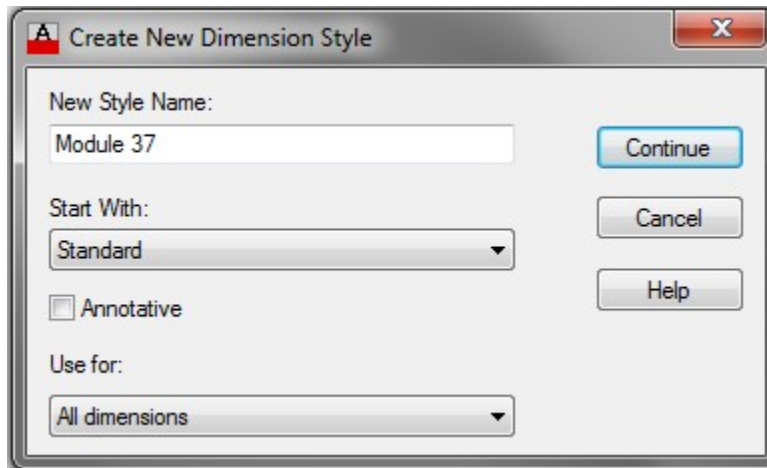 A Create New Dimension Style X
New Style Name:
Module 37
Continue
Start With:
Cancel
Standard
Help
Annotative
Use for:
All dimensions